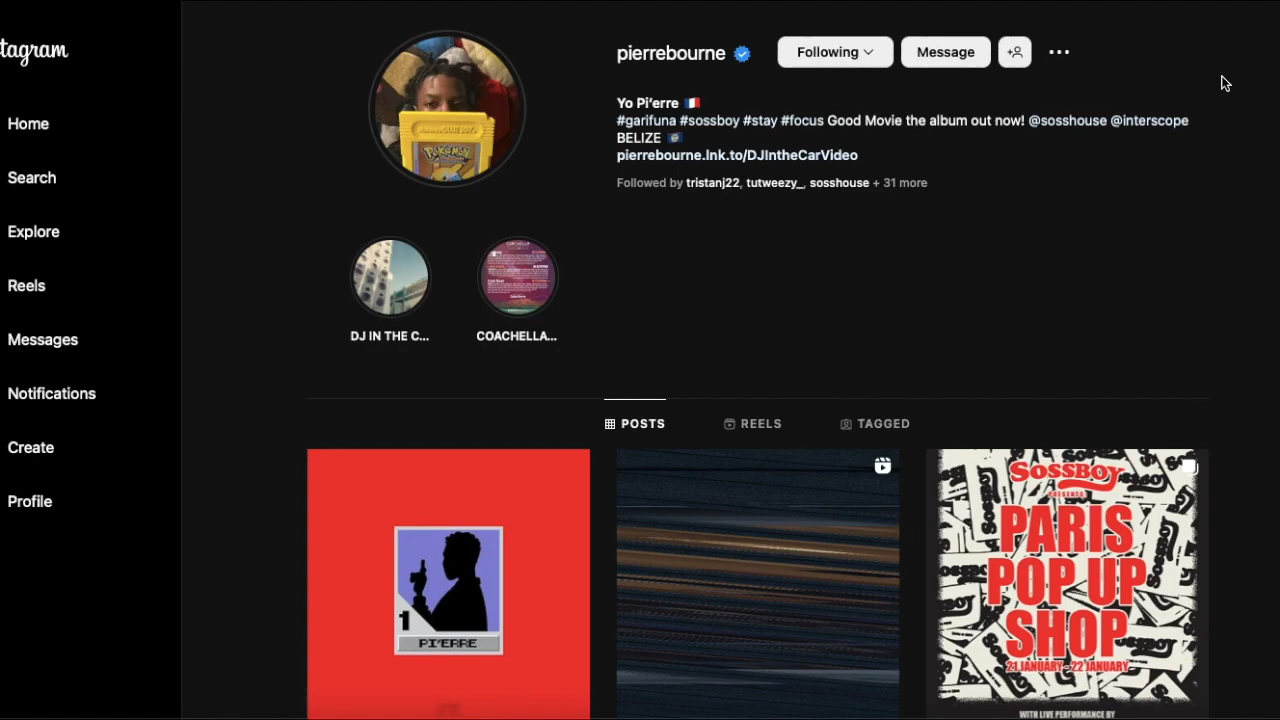 tagram
Home
Search
Explore
Reels
Messages
Notifications
Create
Profile
pierrebourne
Following
Message
Yo Pi'erre 🇫🇷
#garifuna #sossboy #stay #focus Good Movie the album out now! @sosshouse @interscope
BELIZE 🇧🇿
pierrebourne.lnk.to/DJIntheCarVideo
Followed by tristanj22, tutweezy_, sosshouse + 31 more
POKéMON
DJ IN THE C...
COACHELLA...
POSTS
REELS
TAGGED
1
PI'ERRE
SOSSBOY
PRESENTS
PARIS
POP UP
SHOP
21 JANUARY - 22 JANUARY
WITH LIVE PERFORMANCE BY